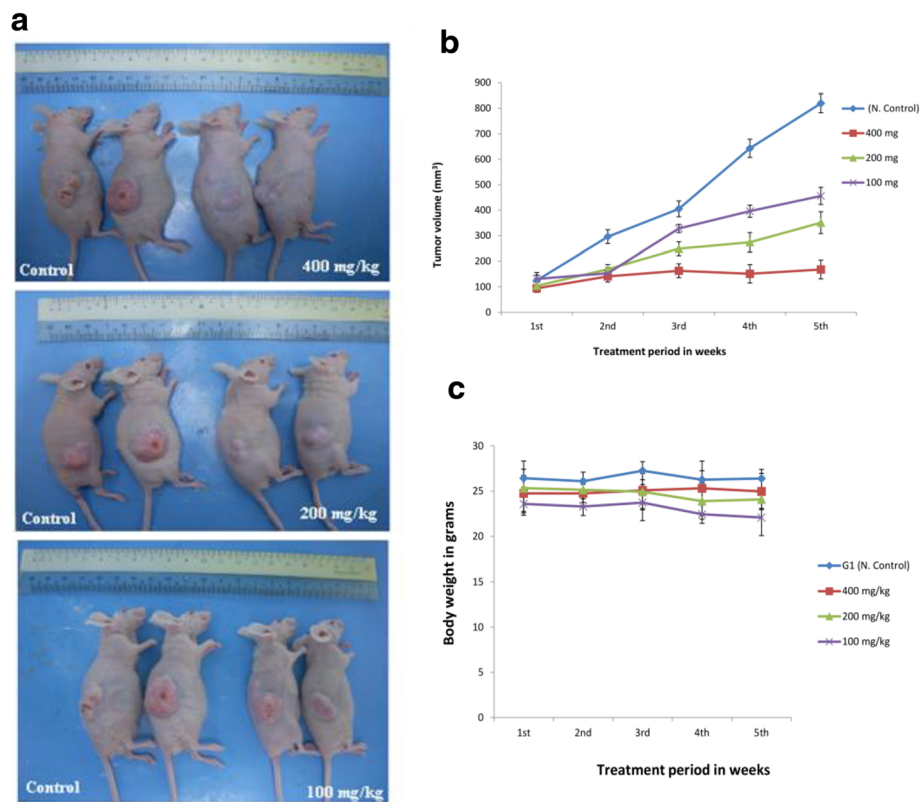 a
Control
400 mg/kg
Control
200 mg/kg
Control
100 mg/kg
b
900
800
700
600
500
400
300
200
100
0
Tumor volume (mm³)
1st 2nd 3rd 4th 5th
Treatment period in weeks
(N. Control)
400 mg
200 mg
100 mg
c
30
25
20
15
10
5
0
Body weight in grams
1st 2nd 3rd 4th 5th
Treatment period in weeks
G1 (N. Control)
400 mg/kg
200 mg/kg
100 mg/kg